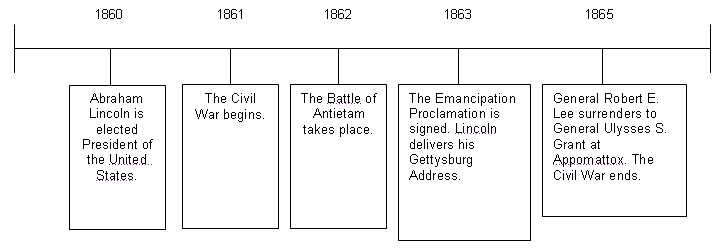 1860
1861
1862
1863
1865
Abraham
Lincoln is
elected
President of
the United
States.
The Civil
War begins.
The Battle of
Antietam
takes place.
The Emancipation
Proclamation is
signed. Lincoln
delivers his
Gettysburg
Address.
General Robert E.
Lee surrenders to
General Ulysses S.
Grant at
Appomattox. The
Civil War ends.